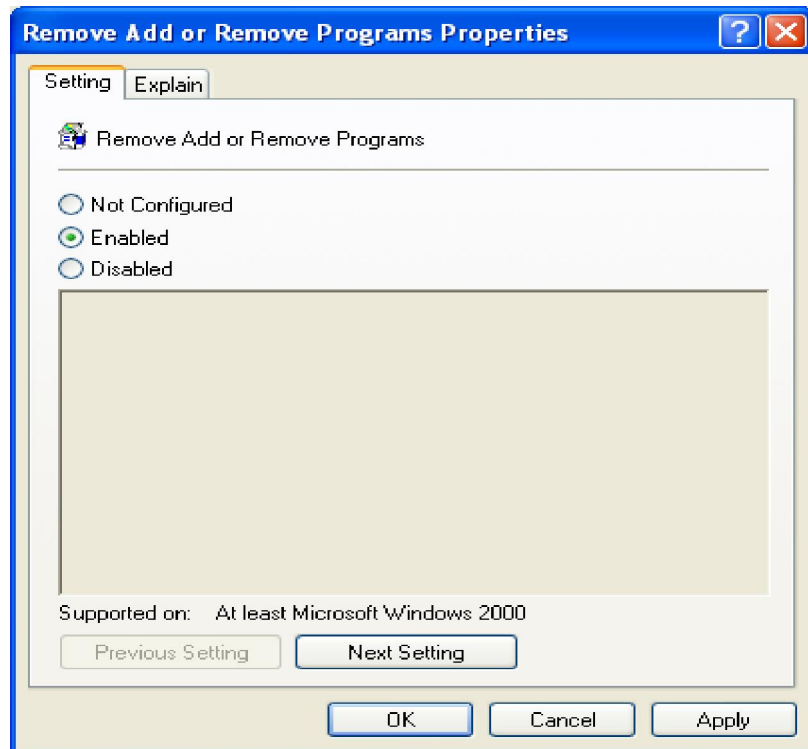 Remove Add or Remove Programs Properties
Setting
Explain
Remove Add or Remove Programs
Not Configured
Enabled
Disabled
Supported on: At least Microsoft Windows 2000
Previous Setting
Next Setting
OK
Cancel
Apply